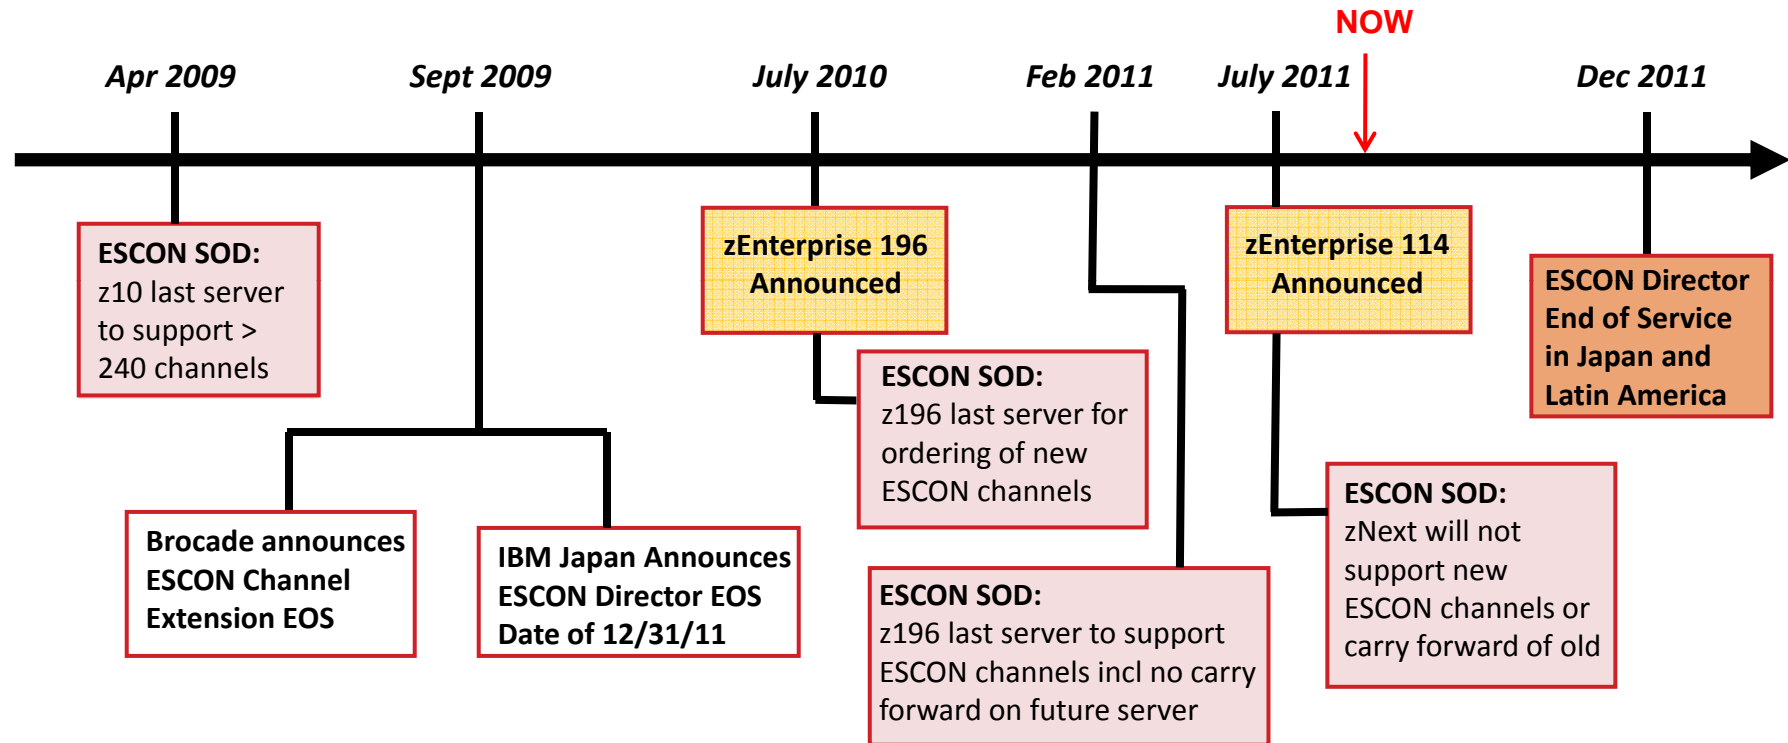 NOW
Apr 2009
Sept 2009
July 2010
Feb 2011
July 2011
Dec 2011
ESCON SOD:
z10 last server
to support >
240 channels
Brocade announces
ESCON Channel
Extension EOS
IBM Japan Announces
ESCON Director EOS
Date of 12/31/11
zEnterprise 196
Announced
ESCON SOD:
z196 last server for
ordering of new
ESCON channels
ESCON SOD:
z196 last server to support
ESCON channels incl no carry
forward on future server
zEnterprise 114
Announced
ESCON SOD:
zNext will not
support new
ESCON channels or
carry forward of old
ESCON Director
End of Service
in Japan and
Latin America